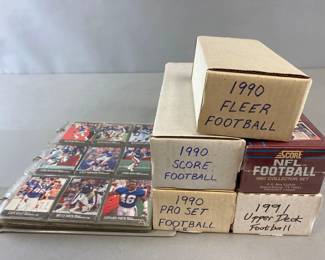 1990
FLEER
FOOTBALL
1990
SCORE
FOOTBALL
SCORE
NFL
FOOTBALL
1990
PRO SET
FOOTBALL
1991
Upper Deck
Football